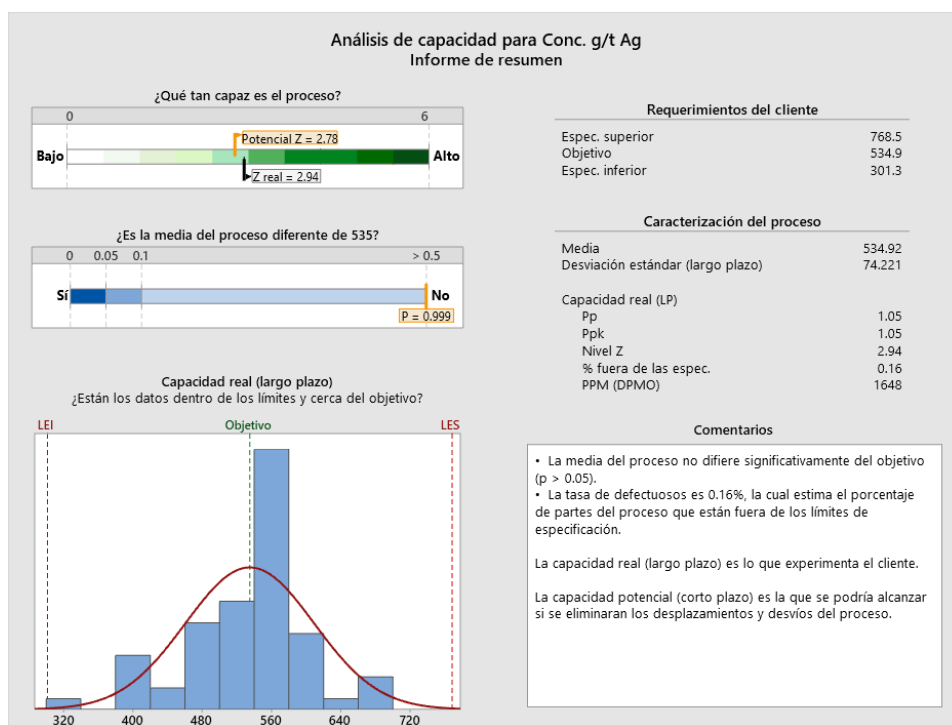 Análisis de capacidad para Conc. g/t Ag
Informe de resumen
¿Qué tan capaz es el proceso?
0 6
Potencial Z = 2.78
Bajo Alto
Z real = 2.94
¿Es la media del proceso diferente de 535?
0 0.05 0.1 > 0.5
Sí No
P = 0.999
Capacidad real (largo plazo)
¿Están los datos dentro de los límites y cerca del objetivo?
LEI Objetivo LES
320 400 480 560 640 720
Requerimientos del cliente
Espec. superior 768.5
Objetivo 534.9
Espec. inferior 301.3
Caracterización del proceso
Media 534.92
Desviación estándar (largo plazo) 74.221
Capacidad real (LP)
Pp 1.05
Ppk 1.05
Nivel Z 2.94
% fuera de las espec. 0.16
PPM (DPMO) 1648
Comentarios
• La media del proceso no difiere significativamente del objetivo
(p > 0.05).
• La tasa de defectuosos es 0.16%, la cual estima el porcentaje
de partes del proceso que están fuera de los límites de
especificación.
La capacidad real (largo plazo) es lo que experimenta el cliente.
La capacidad potencial (corto plazo) es la que se podría alcanzar
si se eliminaran los desplazamientos y desvíos del proceso.